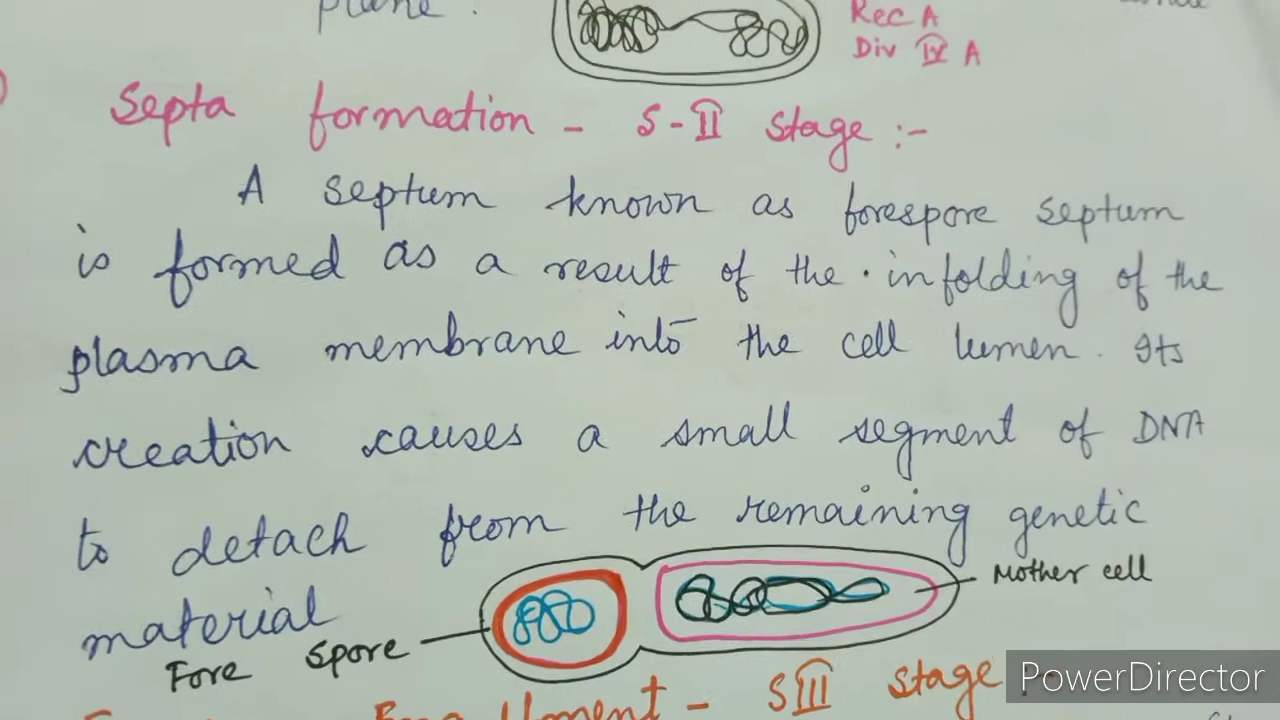 plane.
Rec A
Div IV A
Septa formation - S-II stage :-
A septum known as forespore septum
is formed as a result of the infolding of the
plasma membrane into the cell lumen. Its
creation causes a small segment of DNA
to detach from the remaining genetic
material
Mother cell
Fore spore
- SIII stage :-
PowerDirector